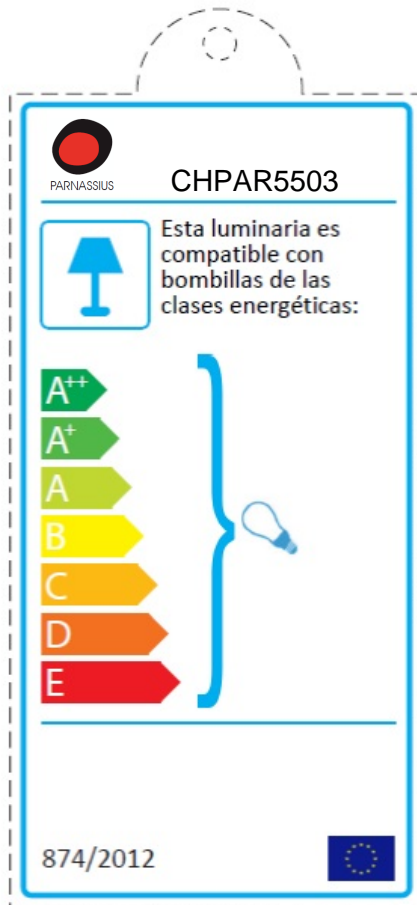 PARNASSIUS
CHPAR5503
Esta luminaria es
compatible con
bombillas de las
clases energéticas:
A++
A+
A
B
C
D
E
874/2012